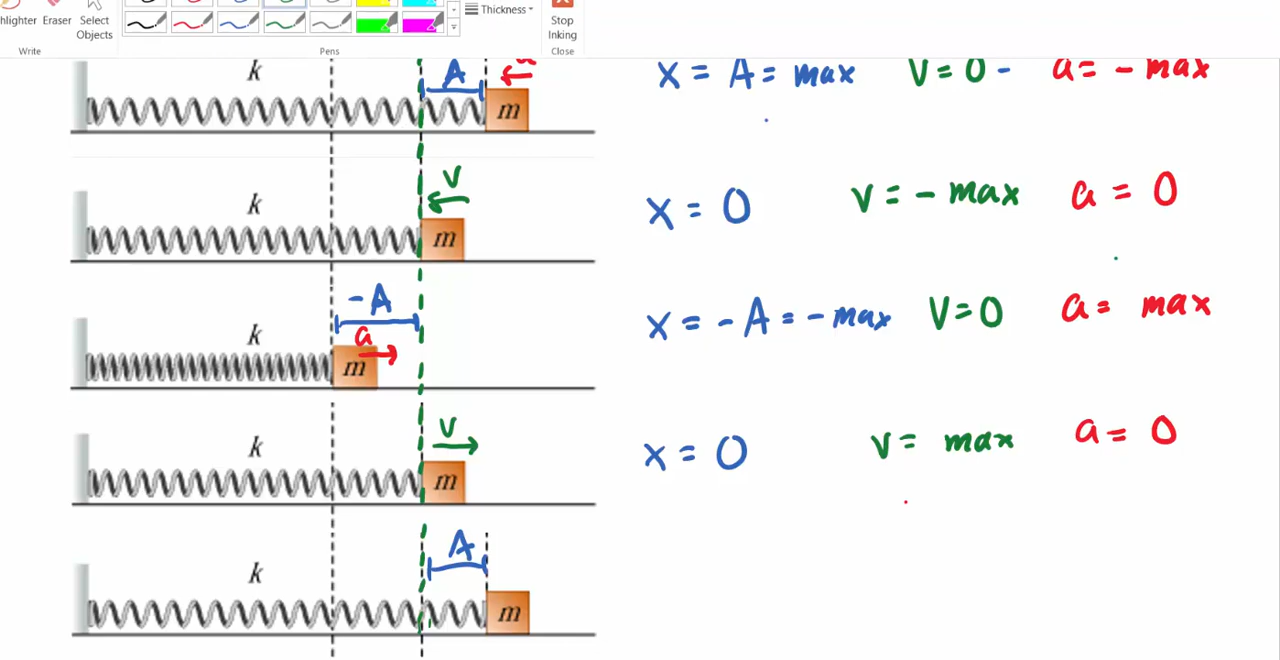 hlighter Eraser Select Objects
Thickness
Stop Inking
Write Pens Close
k A a x = A = max v = 0 - a = - max
m
v
k x = 0 v = - max a = 0
m
- A
k a x = - A = - max v = 0 a = max
m
v
k x = 0 v = max a = 0
m
A
k
m